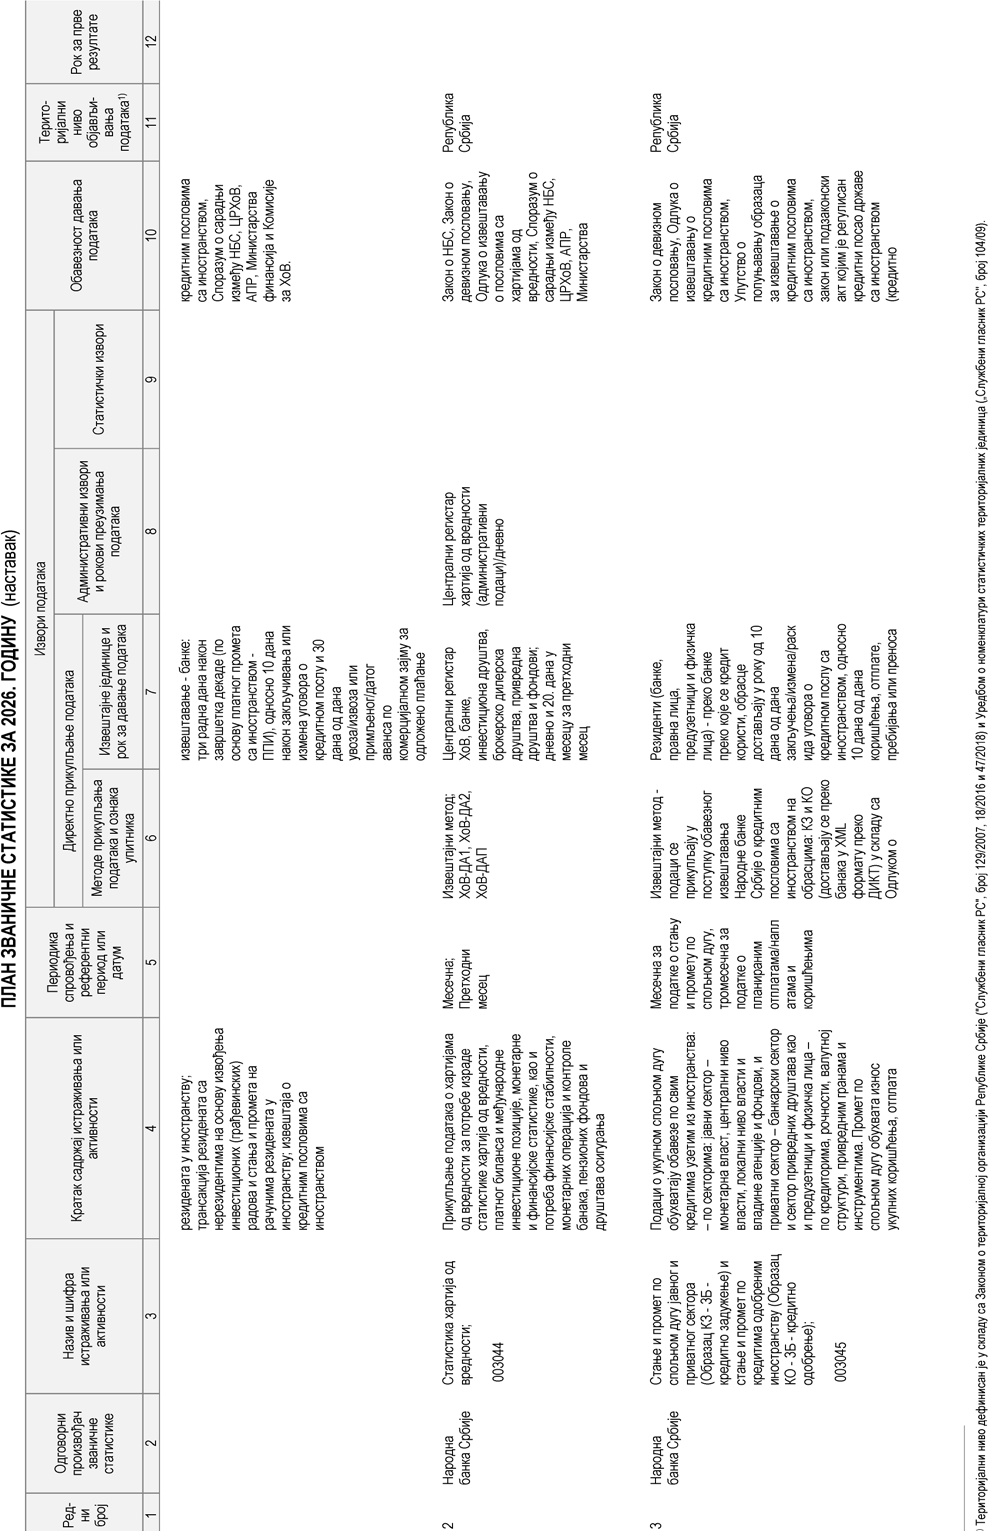 ПЛАН ЗВАНИЧНЕ СТАТИСТИКЕ ЗА 2026. ГОДИНУ (наставак)
Ред-
ни
број
Одговорни
произвођач
званичне
статистике
Назив и шифра
истраживања или
активности
Кратак садржај истраживања или
активности
Периодика
спровођења и
референтни
период или
датум
Извори података
Директно прикупљање података
Методе прикупљања
података и ознака
упитника
Извештајне јединице и
рок за давање података
Административни извори
и рокови преузимања
података
Статистички извори
Обавезност давања
података
Терито-
ријални
ниво
објављи-
вања
података1)
Рок за прве
резултате
1
2
3
4
5
6
7
8
9
10
11
12
резидената у иностранству;
трансакција резидената са
нерезидентима на основу извођења
инвестиционих (грађевинских)
радова и стања и промета на
рачунима резидената у
иностранству; извештаја о
кредитним пословима са
иностранством
извештавање - банке:
три радна дана након
завршетка декаде (по
основу платног промета
са иностранством -
ППИ), односно 10 дана
након закључивања или
измена уговора о
кредитном послу и 30
дана од дана
увоза/извоза или
примљеног/датог
аванса по
комерцијалном зајму за
одложено плаћање
кредитним пословима
са иностранством,
Споразум о сарадњи
између НБС, ЦРХоВ,
АПР, Министарства
финансија и Комисије
за ХоВ.
2
Народна
банка Србије
Статистика хартија од
вредности;
003044
Прикупљање података о хартијама
од вредности за потребе израде
статистике хартија од вредности,
платног биланса и међународне
инвестиционе позиције, монетарне
и финансијске статистике, као и
потреба финансијске стабилности,
монетарних операција и контроле
банака, пензионих фондова и
друштава осигурања
Месечна;
Претходни
месец
Извештајни метод;
ХоВ-ДА1, ХоВ-ДА2,
ХоВ-ДАП
Централни регистар
ХоВ, банке,
инвестициона друштва,
брокерско дилерска
друштва, привредна
друштва и фондови;
дневно и 20. дана у
месецу за претходни
месец
Централни регистар
хартија од вредности
(административни
подаци)/дневно
Закон о НБС, Закон о
девизном пословању,
Одлука о извештавању
о пословима са
хартијама од
вредности, Споразум о
сарадњи између НБС,
ЦРХоВ, АПР,
Министарства
Република
Србија
3
Народна
банка Србије
Стање и промет по
спољном дугу јавног и
приватног сектора
(Образац КЗ - ЗБ -
кредитно задужење) и
стање и промет по
кредитима одобреним
иностранству (Образац
КО - ЗБ - кредитно
одобрење);
003045
Подаци о укупном спољном дугу
обухватају обавезе по свим
кредитима узетим из иностранства:
– по секторима: јавни сектор –
монетарна власт, централни ниво
власти, локални ниво власти и
владине агенције и фондови, и
приватни сектор – банкарски сектор
и сектор привредних друштава као
и предузетници и физичка лица –
по кредиторима, рочности, валутној
структури, привредним гранама и
инструментима. Промет по
спољном дугу обухвата износ
укупних коришћења, отплата
Месечна за
податке о стању
и промету по
спољном дугу,
тромесечна за
податке о
планираним
отплатама/напл
атама и
коришћењима
Извештајни метод -
подаци се
прикупљају у
поступку обавезног
извештавања
Народне банке
Србије о кредитним
пословима са
иностранством на
обрасцима: КЗ и КО
(достављају се преко
банака у XML
формату преко
ДИКТ) у складу са
Одлуком о
Резиденти (банке,
правна лица,
предузетници и физичка
лица) - преко банке
преко које се кредит
користи, обрасце
достављају у року од 10
дана од дана
закључења/измена/раск
ида уговора о
кредитном послу са
иностранством, односно
10 дана од дана
коришћења, отплате,
пребијања или преноса
Закон о девизном
пословању, Одлука о
извештавању о
кредитним пословима
са иностранством,
Упутство о
попуњавању образаца
за извештавање о
кредитним пословима
са иностранством,
закон или подзаконски
акт којим је регулисан
кредитни посао државе
са иностранством
(кредитно
Република
Србија
) Територијални ниво дефинисан је у складу са Законом о територијалној организацији Републике Србије ("Службени гласник РС", број 129/2007, 18/2016 и 47/2018) и Уредбом о номенклатури статистичких територијалних јединица („Службени гласник РС", број 104/09).